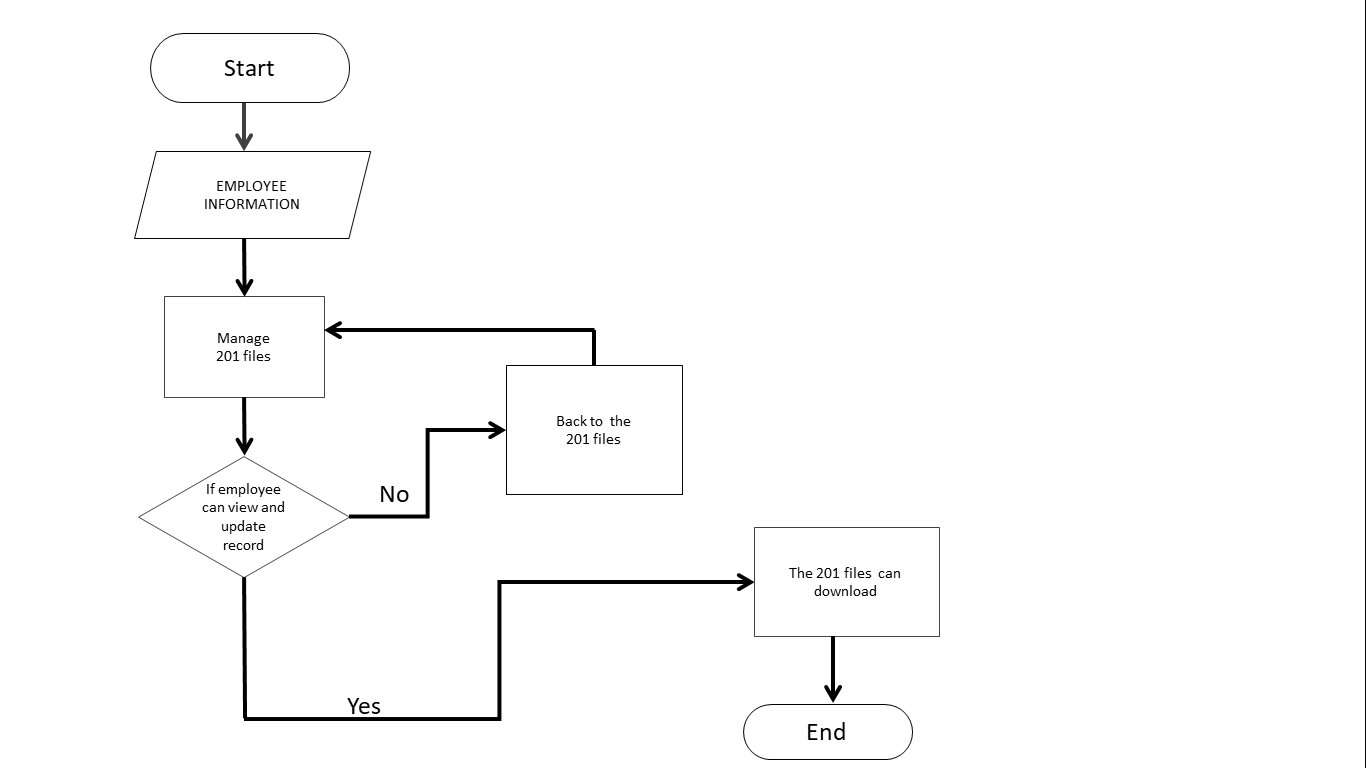 Start
EMPLOYEE
INFORMATION
Manage
201 files
Back to the
201 files
If employee
can view and
update
record
No
The 201 files can
download
Yes
End